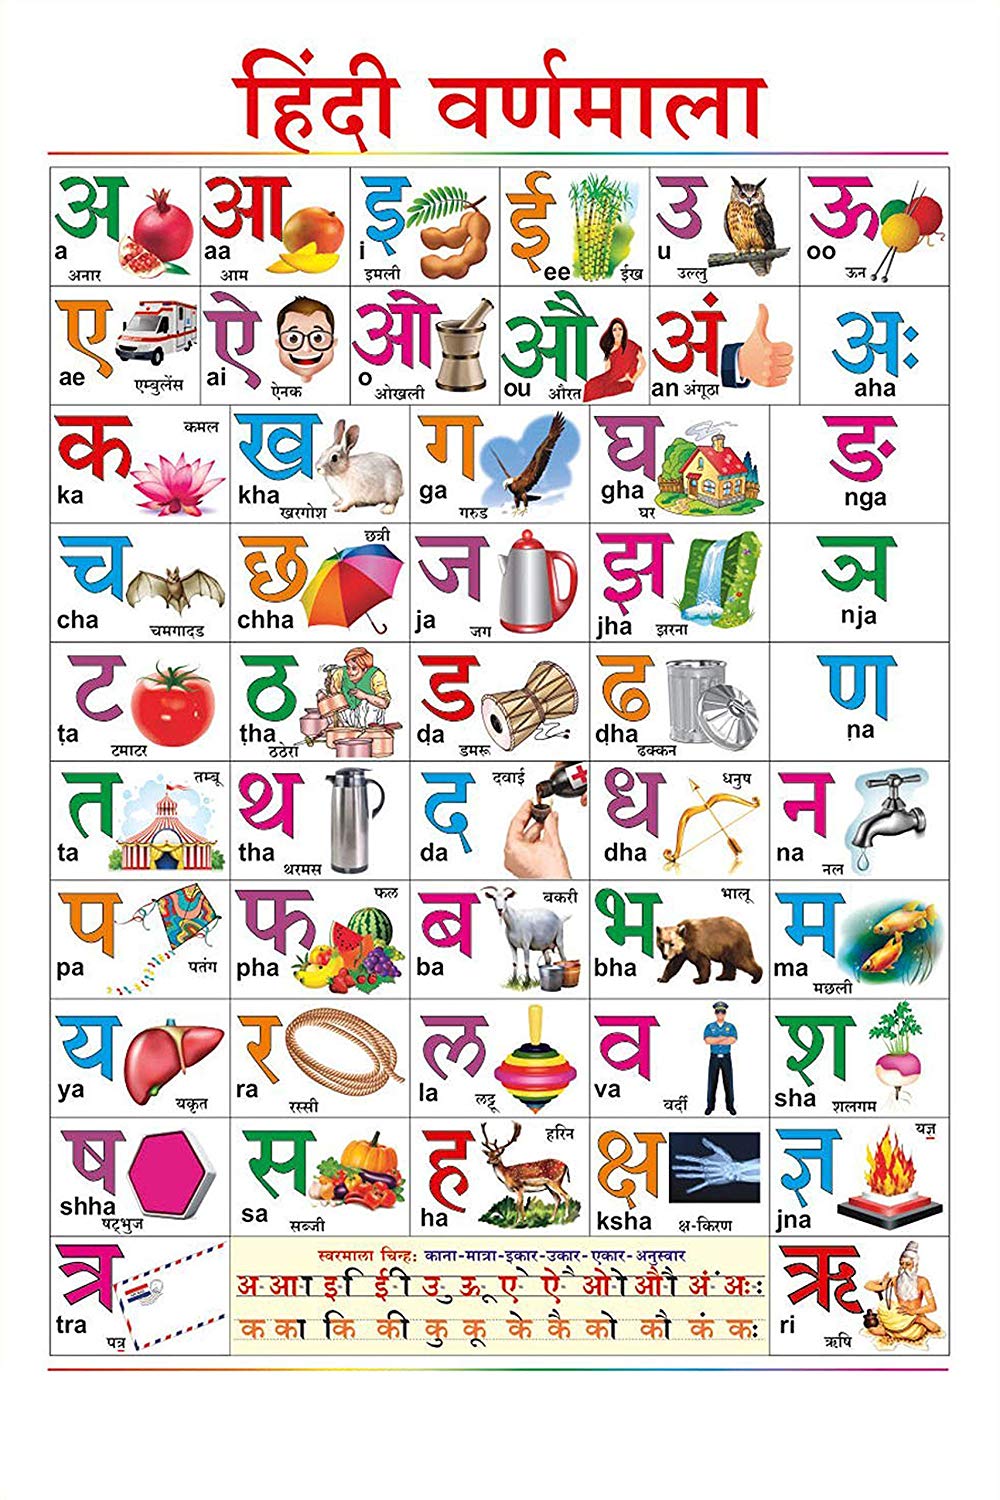 हिंदी वर्णमाला
अ a अनार
आ aa आम
इ i इमली
ई ee ईख
उ u उल्लु
ऊ oo ऊन
ए ae एम्बुलेंस
ऐ ai ऐनक
ओ o ओखली
औ ou औरत
अं an अंगूठा
अः aha
क ka कमल
ख kha खरगोश
ग ga गरुड
घ gha घर
ङ nga
च cha चमगादड
छ chha छत्री
ज ja जग
झ jha झरना
ञ nja
ट ṭa टमाटर
ठ ṭha ठठेरा
ड ḍa डमरू
ढ ḍha ढक्कन
ण ṇa
त ta तम्बू
थ tha थरमस
द da दवाई
ध dha धनुष
न na नल
प pa पतंग
फ pha फल
ब ba बकरी
भ bha भालू
म ma मछली
य ya यकृत
र ra रस्सी
ल la लट्टू
व va वर्दी
श sha शलगम
ष shha षट्भुज
स sa सब्जी
ह ha हरिन
क्ष ksha क्ष-किरण
ज्ञ jna यज्ञ
त्र tra पत्र
स्वरमाला चिन्ह: काना-मात्रा-इकार-उकार-एकार-अनुस्वार
अ-आा इ-ि ई-ी उ-ु ऊ-ू ए-े ऐ-ै ओ-ो औ-ौ अं-ं अः-ः
क का कि की कु कू के कै को कौ कं कः
ऋ ri ऋषि